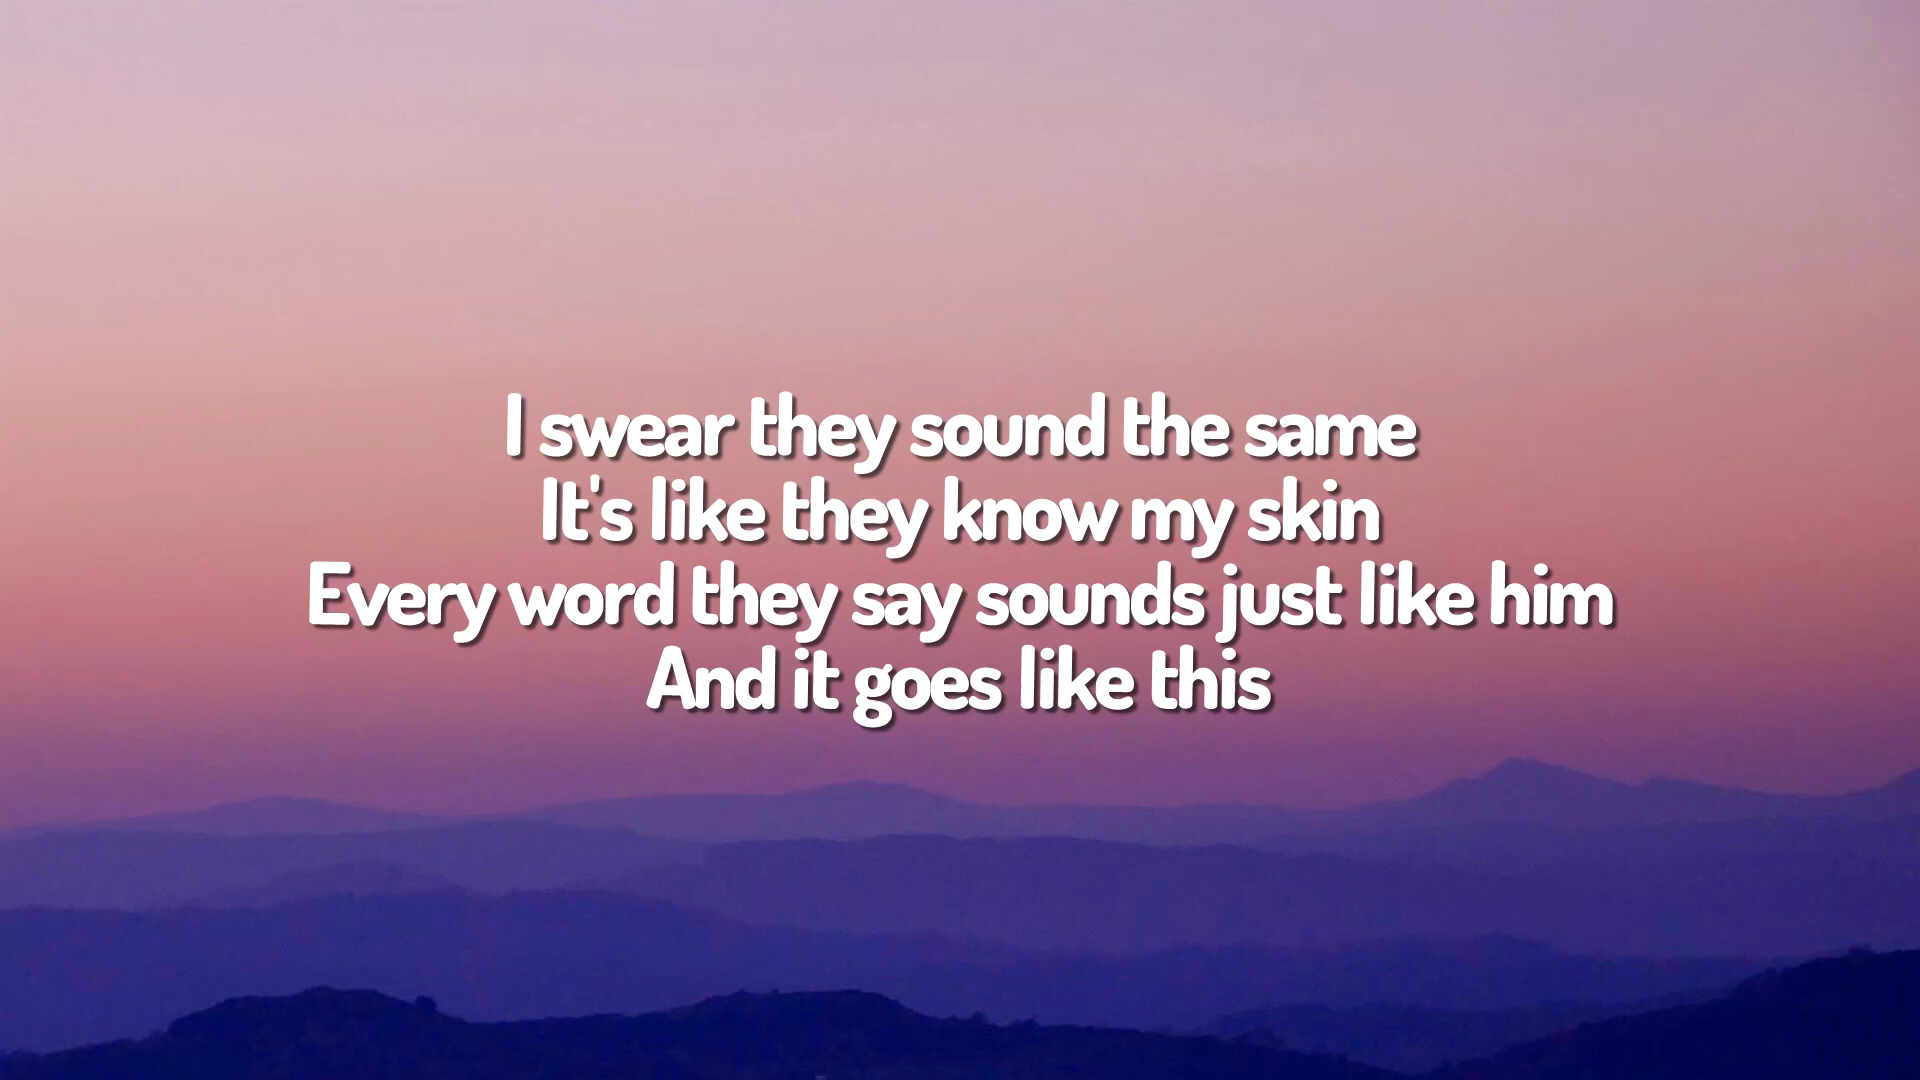 I swear they sound the same
It's like they know my skin
Every word they say sounds just like him
And it goes like this